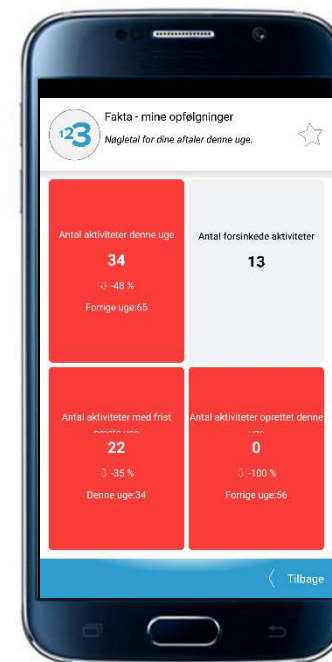 123
Fakta - mine opfølgninger
Nøgletal for dine aftaler denne uge.
Antal aktiviteter denne uge
34
-48 %
Forrige uge:65
Antal forsinkede aktiviteter
13
Antal aktiviteter med frist
22
-35 %
Denne uge:34
Antal aktiviteter oprettet denne
0
-100 %
Forrige uge:56
Tilbage